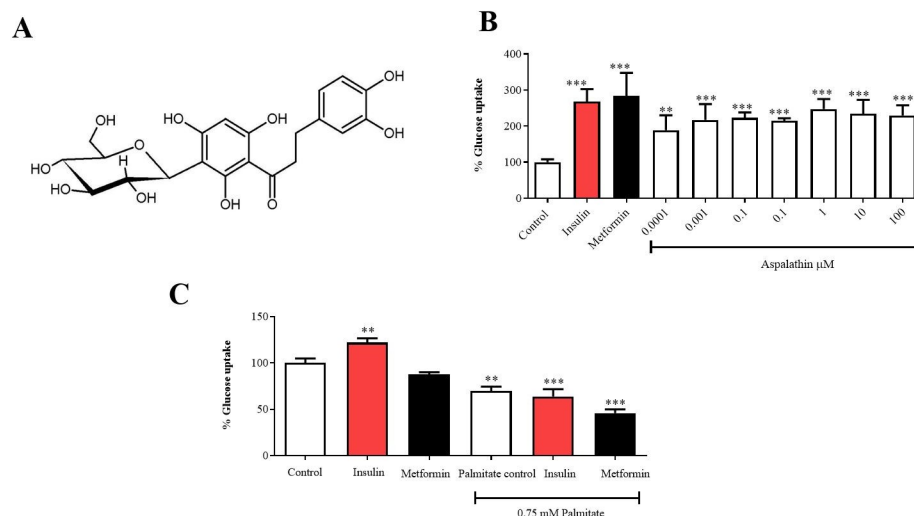 A
OH
OH
HO
OH
OH
HO
H
O
HO
HO
OH
OH
O
B
% Glucose uptake
400
300
200
100
0
***
***
**
***
***
***
***
***
***
Control
Insulin
Metformin
0.0001
0.001
0.1
0.1
1
10
100
Aspalathin μM
C
% Glucose uptake
150
100
50
0
**
**
***
***
Control
Insulin
Metformin
Palmitate control
Insulin
Metformin
0.75 mM Palmitate